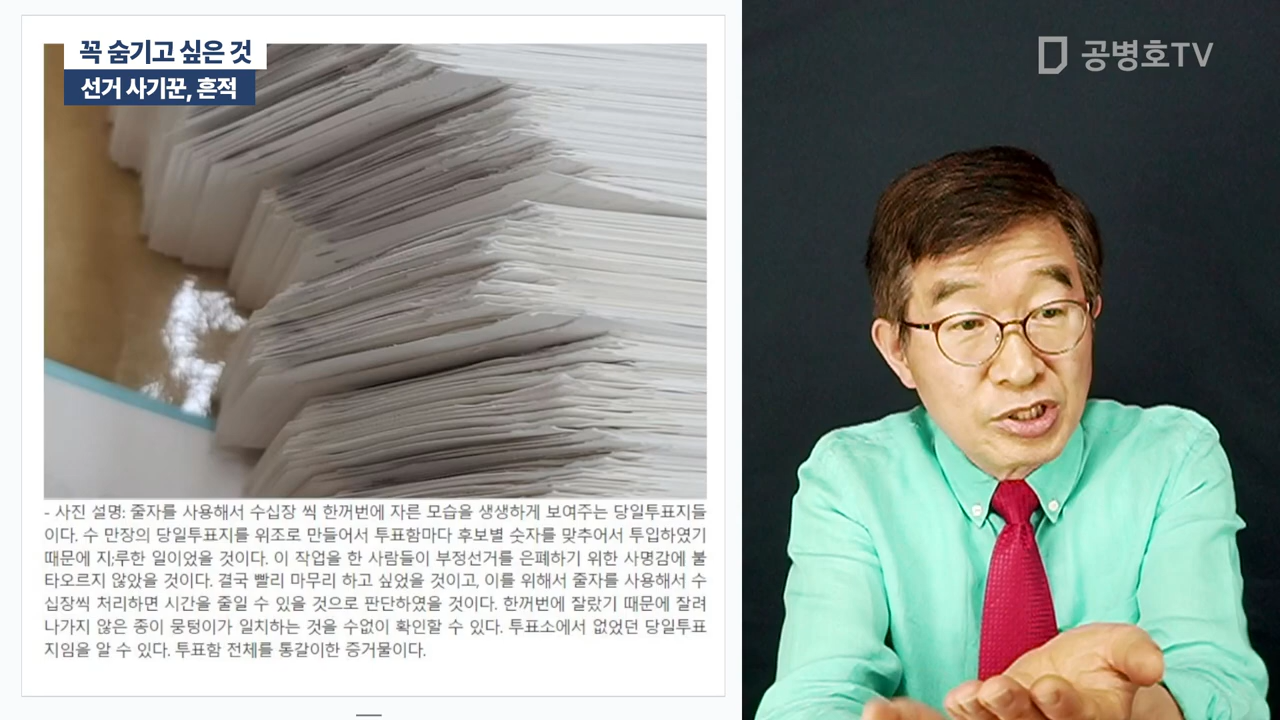 꼭 숨기고 싶은 것
선거 사기꾼, 흔적
공병호TV
- 사진 설명: 줄자를 사용해서 수십장 씩 한꺼번에 자른 모습을 생생하게 보여주는 당일투표지들
이다. 수 만장의 당일투표지를 위조로 만들어서 투표함마다 후보별 숫자를 맞추어서 투입하였기
때문에 지;루한 일이었을 것이다. 이 작업을 한 사람들이 부정선거를 은폐하기 위한 사명감에 불
타오르지 않았을 것이다. 결국 빨리 마무리 하고 싶었을 것이고, 이를 위해서 줄자를 사용해서 수
십장씩 처리하면 시간을 줄일 수 있을 것으로 판단하였을 것이다. 한꺼번에 잘랐기 때문에 잘려
나가지 않은 종이 뭉텅이가 일치하는 것을 수없이 확인할 수 있다. 투표소에서 없었던 당일투표
지임을 알 수 있다. 투표함 전체를 통갈이한 증거물이다.